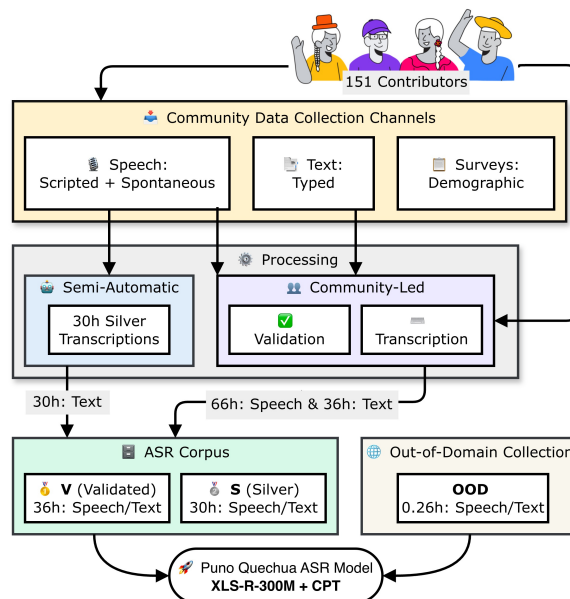 151 Contributors
Community Data Collection Channels
Speech:
Scripted + Spontaneous
Text:
Typed
Surveys:
Demographic
Processing
Semi-Automatic
30h Silver
Transcriptions
Community-Led
Validation
Transcription
30h: Text
66h: Speech & 36h: Text
ASR Corpus
V (Validated)
36h: Speech/Text
S (Silver)
30h: Speech/Text
Out-of-Domain Collection
OOD
0.26h: Speech/Text
Puno Quechua ASR Model
XLS-R-300M + CPT